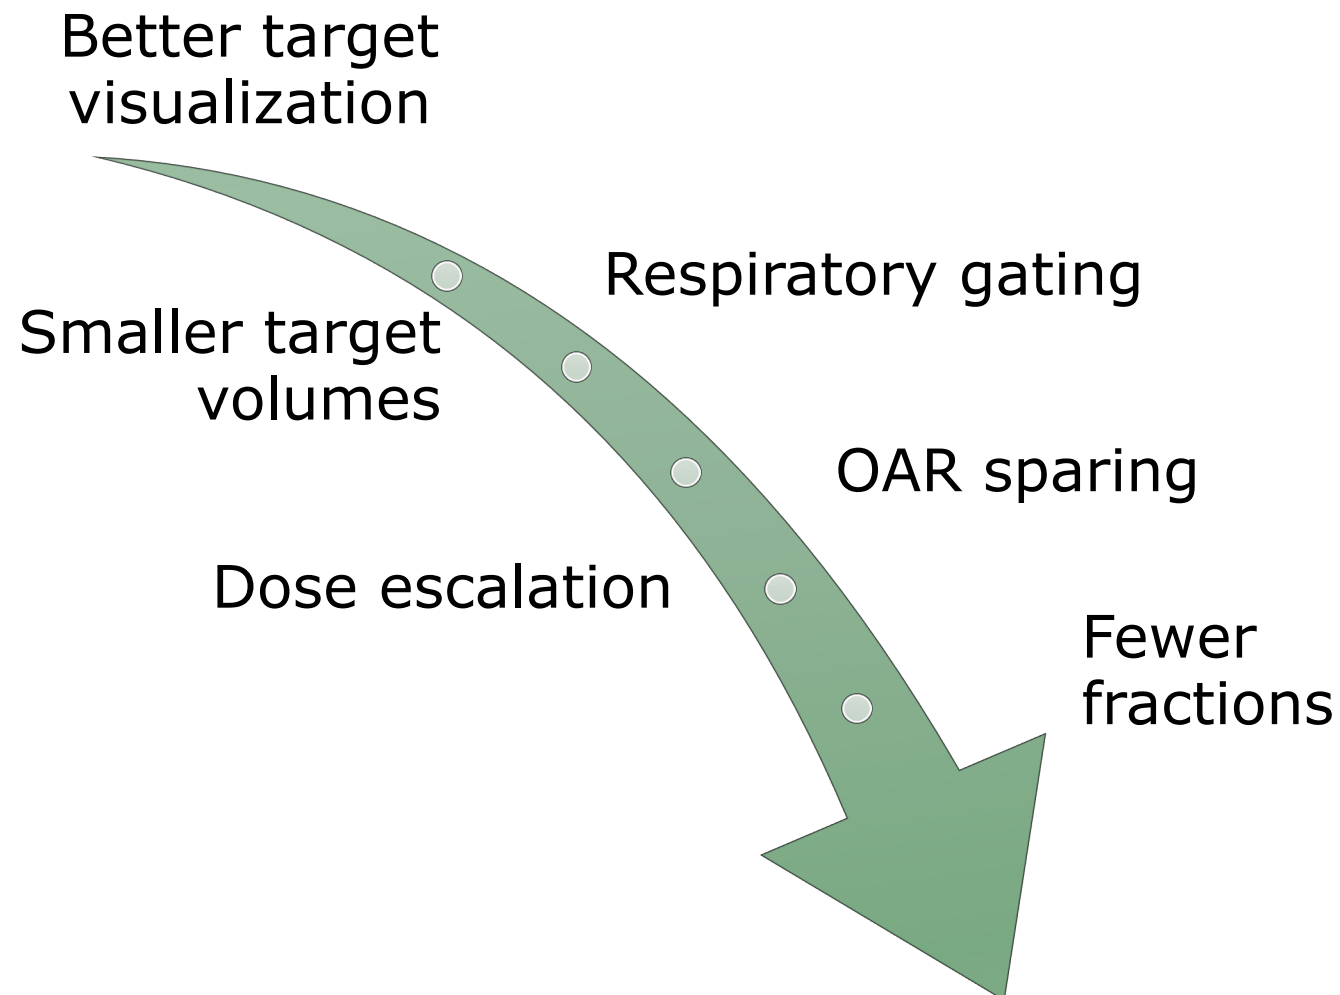 Better target
visualization
Respiratory gating
Smaller target
volumes
OAR sparing
Dose escalation
Fewer
fractions